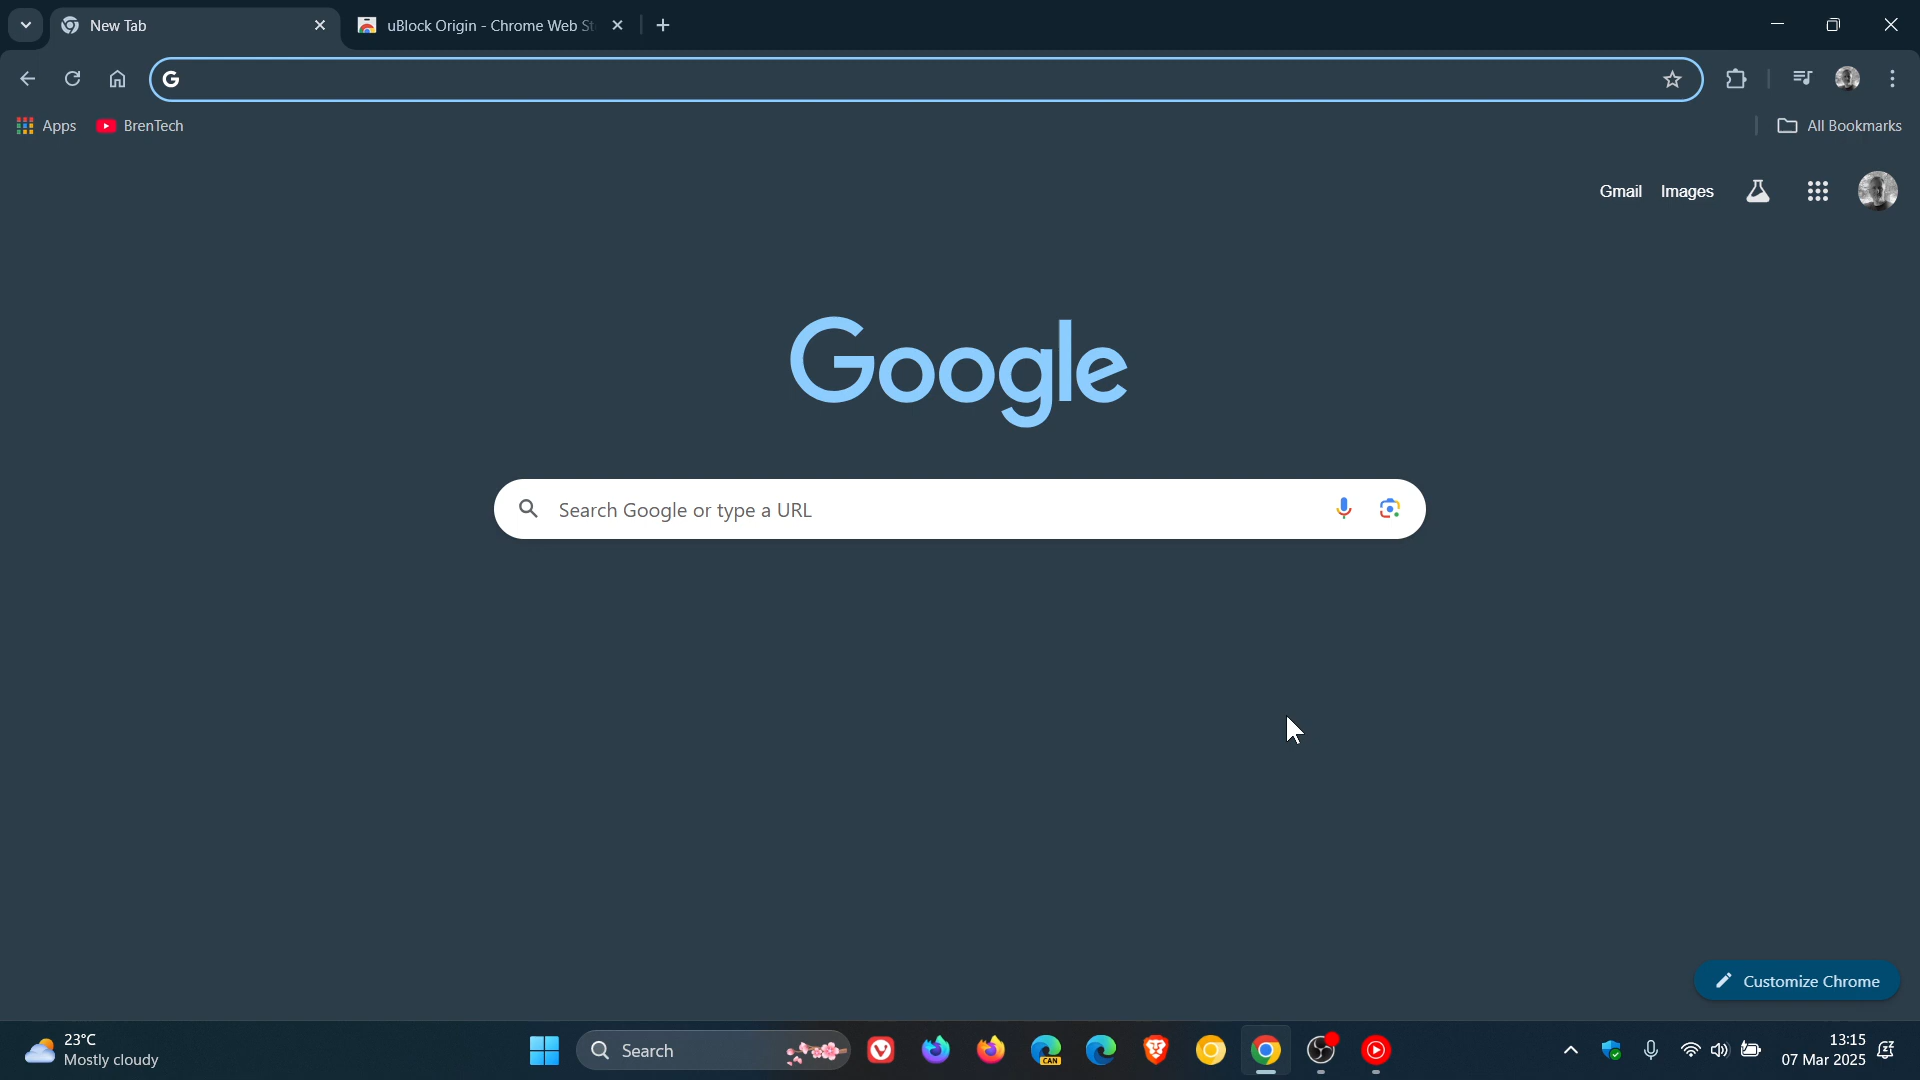 New Tab
uBlock Origin - Chrome Web St
Apps
BrenTech
All Bookmarks
Gmail
Images
Google
Search Google or type a URL
Customize Chrome
23°C
Mostly cloudy
Search
CAN
13:15
07 Mar 2025